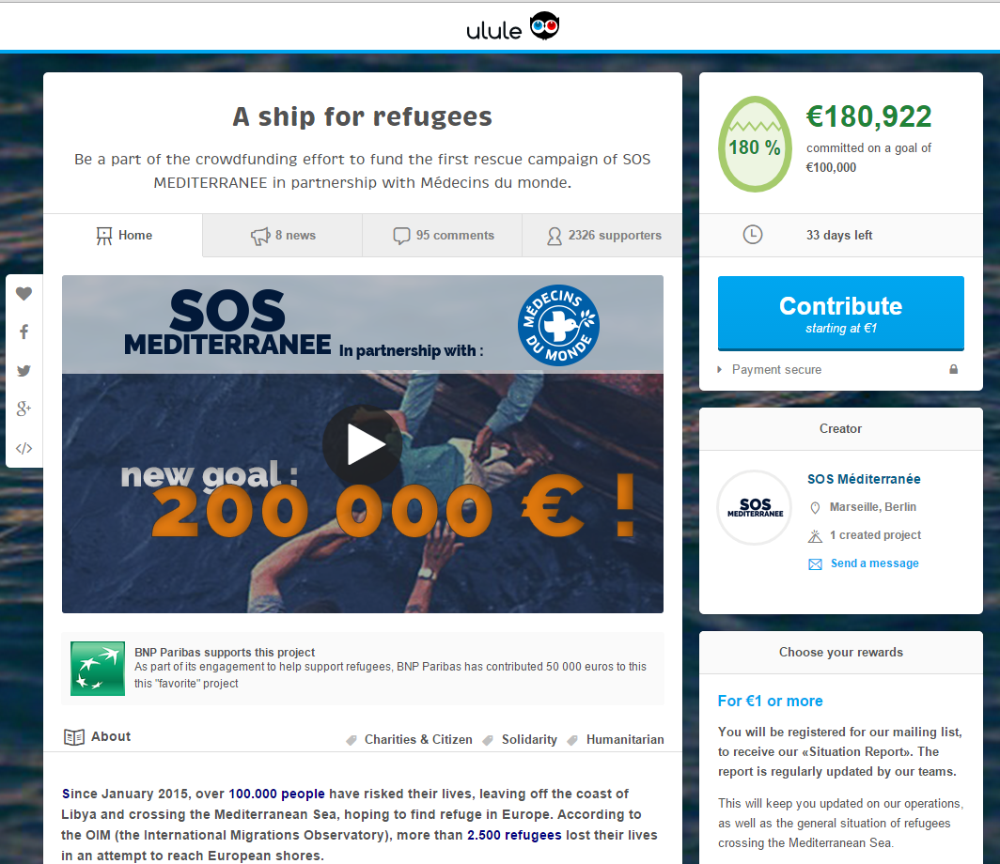 ulule
A ship for refugees
Be a part of the crowdfunding effort to fund the first rescue campaign of SOS
MEDITERRANEE in partnership with Médecins du monde.
Home
8 news
95 comments
2326 supporters
SOS
MEDITERRANEE
In partnership with :
MÉDECINS
DU MONDE
new goal :
200 000 € !
BNP Paribas supports this project
As part of its engagement to help support refugees, BNP Paribas has contributed 50 000 euros to this
this "favorite" project
About
Charities & Citizen
Solidarity
Humanitarian
Since January 2015, over 100.000 people have risked their lives, leaving off the coast of
Libya and crossing the Mediterranean Sea, hoping to find refuge in Europe. According to
the OIM (the International Migrations Observatory), more than 2.500 refugees lost their lives
in an attempt to reach European shores.
180 %
€180,922
committed on a goal of
€100,000
33 days left
Contribute
starting at €1
Payment secure
Creator
SOS
MEDITERRANEE
SOS Méditerranée
Marseille, Berlin
1 created project
Send a message
Choose your rewards
For €1 or more
You will be registered for our mailing list,
to receive our «Situation Report». The
report is regularly updated by our teams.
This will keep you updated on our operations,
as well as the general situation of refugees
crossing the Mediterranean Sea.